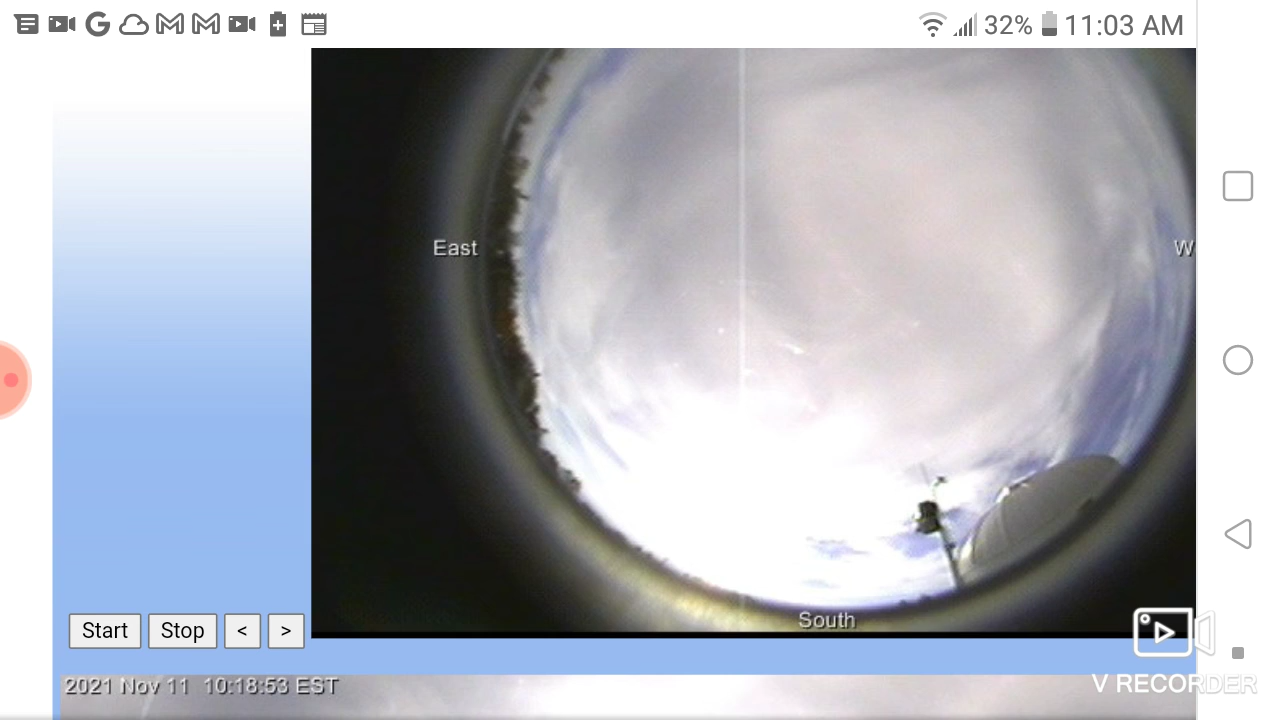 32% 11:03 AM
East
W
South
Start Stop < >
2021 Nov 11 10:18:53 EST
V RECORDER